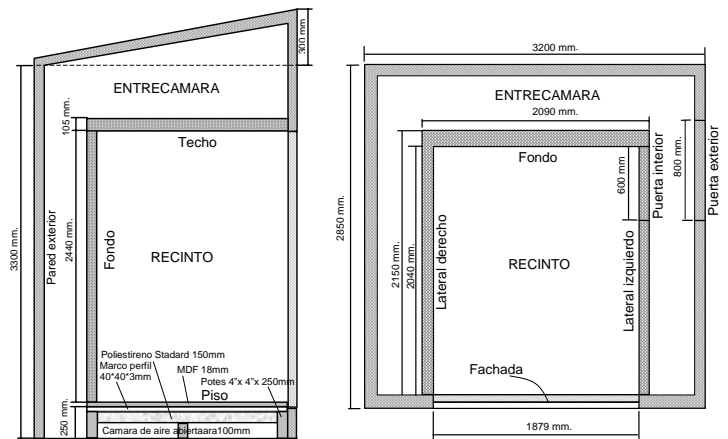 300 mm.
ENTRECAMARA
105 mm.
Techo
3300 mm.
Pared exterior
2440 mm.
Fondo
RECINTO
Poliestireno Stadard 150mm
Marco perfil
40*40*3mm
MDF 18mm
Potes 4"x 4"x 250mm
Piso
250 mm.
Camara de aire abiertaara100mm
3200 mm.
ENTRECAMARA
2090 mm.
Fondo
600 mm
Puerta interior
800 mm.
Puerta exterior
2850 mm.
2150 mm.
2040 mm.
Lateral derecho
RECINTO
Lateral izquierdo
Fachada
1879 mm.